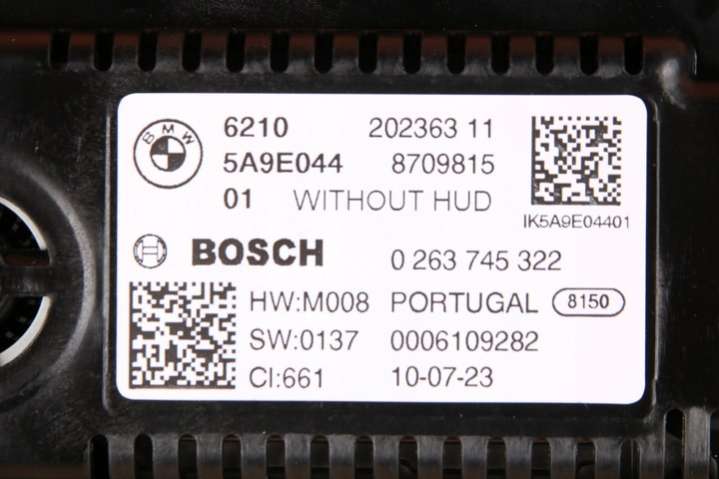 BMW
6210 202363 11
5A9E044 8709815
01 WITHOUT HUD
IK5A9E04401
BOSCH 0 263 745 322
HW:M008 PORTUGAL 8150
SW:0137 0006109282
CI:661 10-07-23